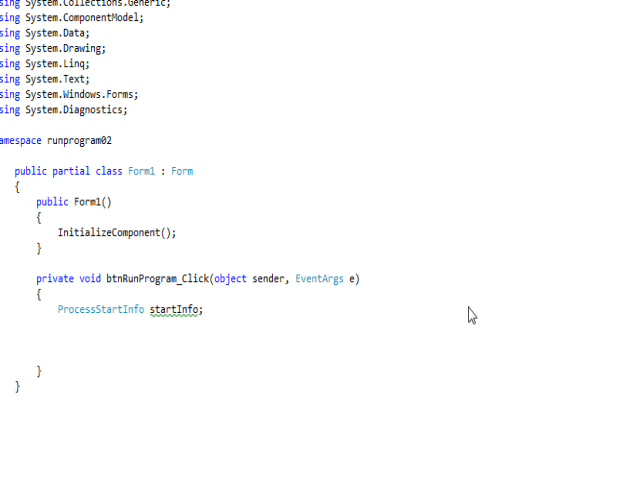 sing System.Collections.Generic;
sing System.ComponentModel;
sing System.Data;
sing System.Drawing;
sing System.Linq;
sing System.Text;
sing System.Windows.Forms;
sing System.Diagnostics;
amespace runprogram02
public partial class Form1 : Form
{
public Form1()
{
InitializeComponent();
}
private void btnRunProgram_Click(object sender, EventArgs e)
{
ProcessStartInfo startInfo;
}
}